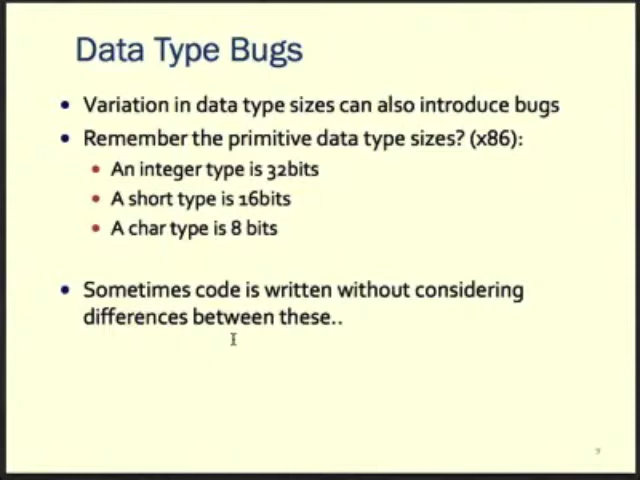 Data Type Bugs
• Variation in data type sizes can also introduce bugs
• Remember the primitive data type sizes? (x86):
• An integer type is 32bits
• A short type is 16bits
• A char type is 8 bits
• Sometimes code is written without considering
differences between these..